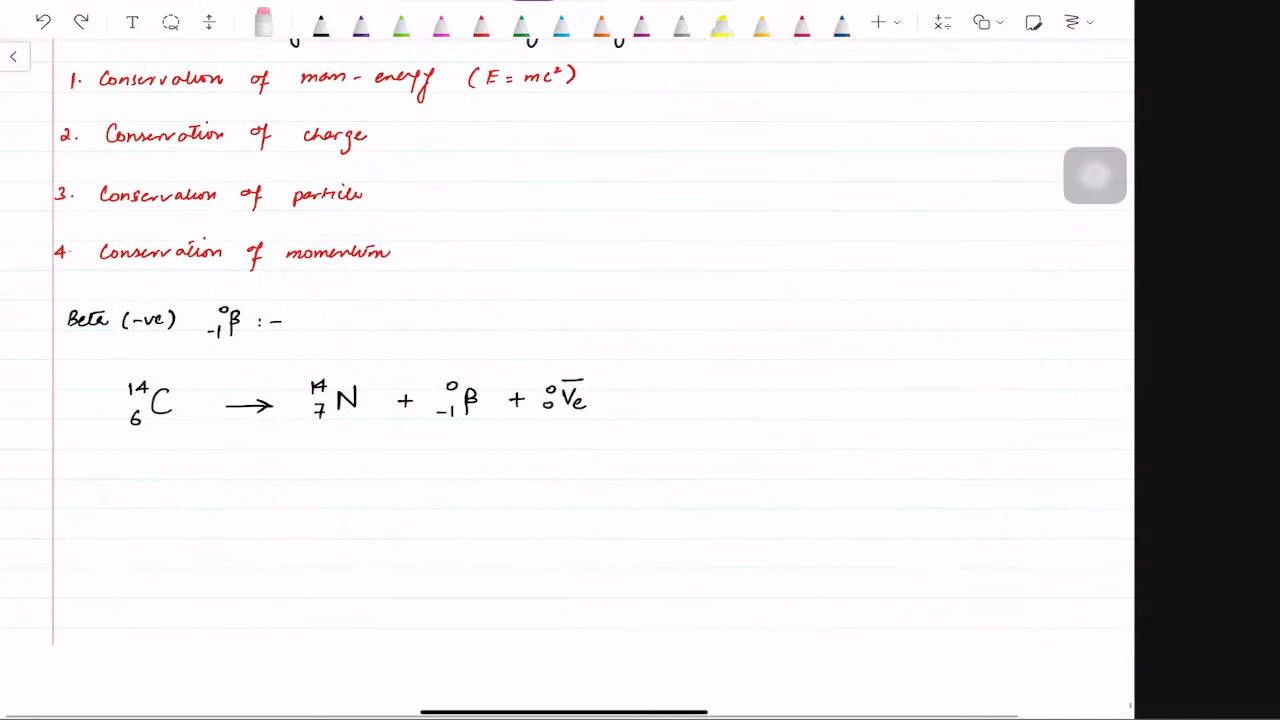 1. Conservation of mass - energy (E = mc²)
2. Conservation of charge
3. Conservation of particle
4. Conservation of momentum
Beta (-ve) ⁰₋₁β : -
¹⁴₆C → ¹⁴₇N + ⁰₋₁β + ⁰₀ν̅e